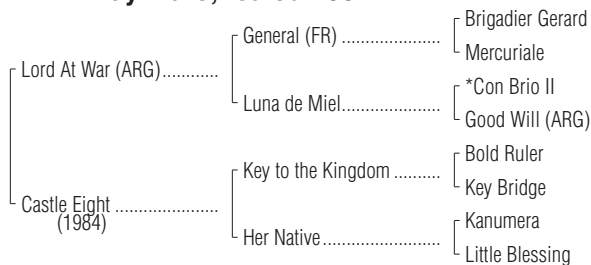 Brigadier Gerard
General (FR) ....................
Mercuriale
Lord At War (ARG)............
*Con Brio II
Luna de Miel.....................
Good Will (ARG)
Bold Ruler
Key to the Kingdom ..........
Key Bridge
Castle Eight ......................
(1984)
Kanumera
Her Native.........................
Little Blessing